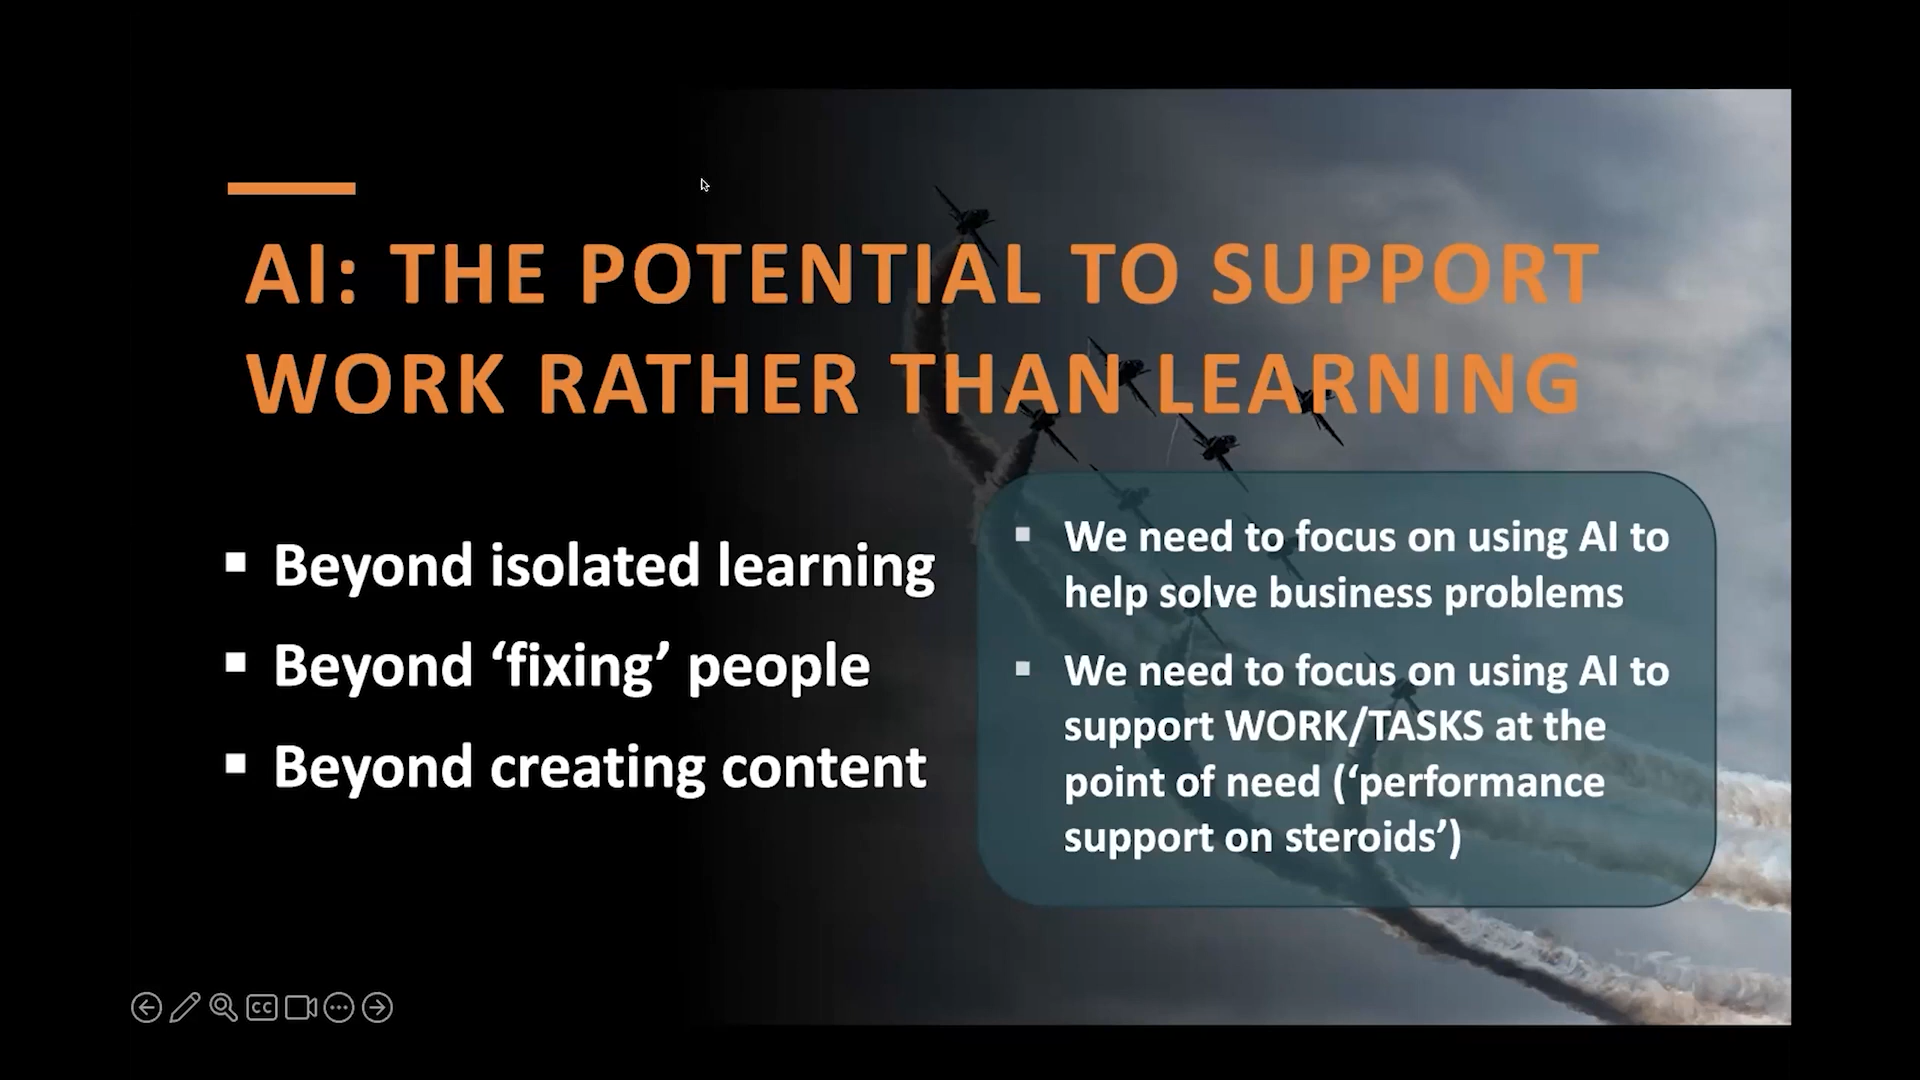 AI: THE POTENTIAL TO SUPPORT
WORK RATHER THAN LEARNING
▪ Beyond isolated learning
▪ Beyond ‘fixing’ people
▪ Beyond creating content
▪ We need to focus on using AI to
help solve business problems
▪ We need to focus on using AI to
support WORK/TASKS at the
point of need (‘performance
support on steroids’)
CC